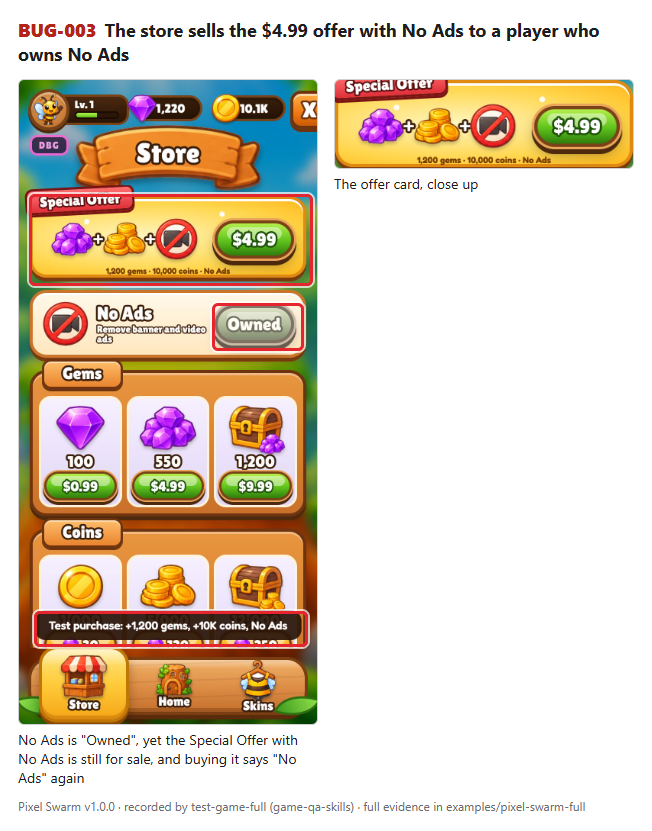 BUG-003 The store sells the $4.99 offer with No Ads to a player who
owns No Ads
Lv.1
1,220
10.1K
X
DBG
Store
Special Offer
+
+
$4.99
1,200 gems · 10,000 coins · No Ads
No Ads
Remove banner and video
ads
Owned
Gems
100
550
1,200
$0.99
$4.99
$9.99
Coins
Test purchase: +1,200 gems, +10K coins, No Ads
Store
Home
Skins
No Ads is "Owned", yet the Special Offer with
No Ads is still for sale, and buying it says "No
Ads" again
Special Offer
+
+
$4.99
1,200 gems · 10,000 coins · No Ads
The offer card, close up
Pixel Swarm v1.0.0 · recorded by test-game-full (game-qa-skills) · full evidence in examples/pixel-swarm-full